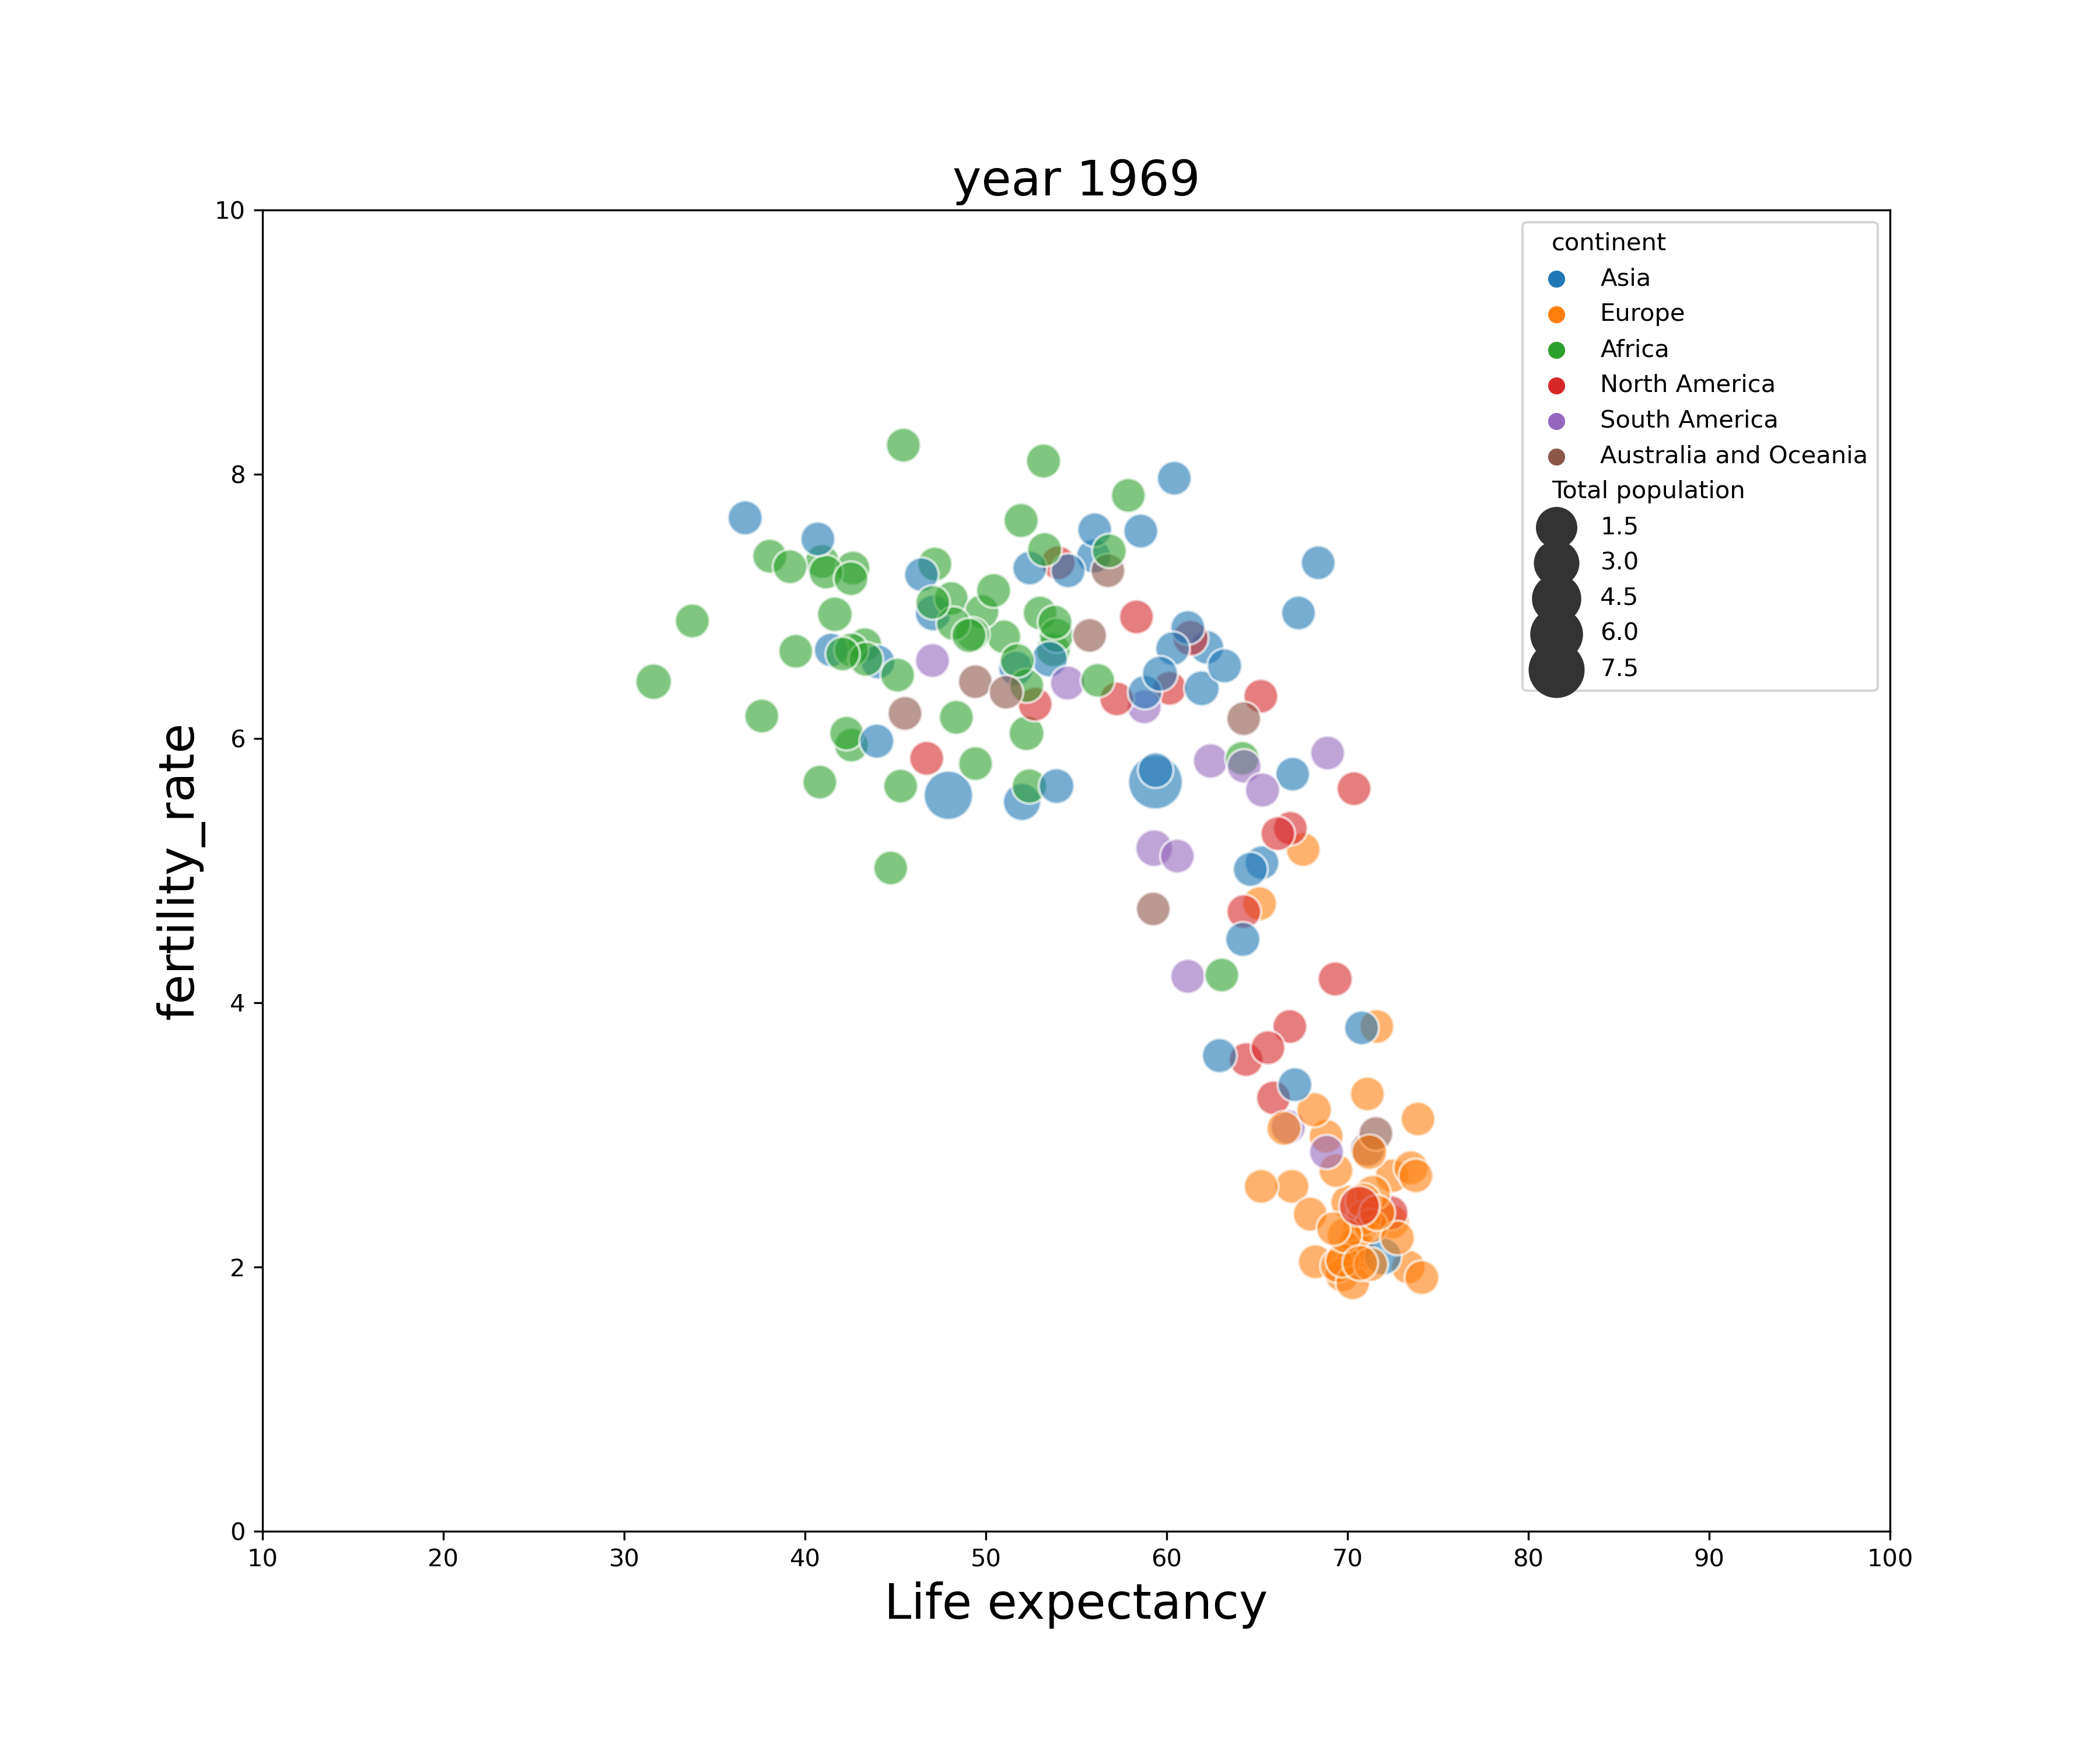 year 1969
10
8
6
4
2
0
fertility_rate
10 20 30 40 50 60 70 80 90 100
Life expectancy
continent
Asia
Europe
Africa
North America
South America
Australia and Oceania
Total population
1.5
3.0
4.5
6.0
7.5